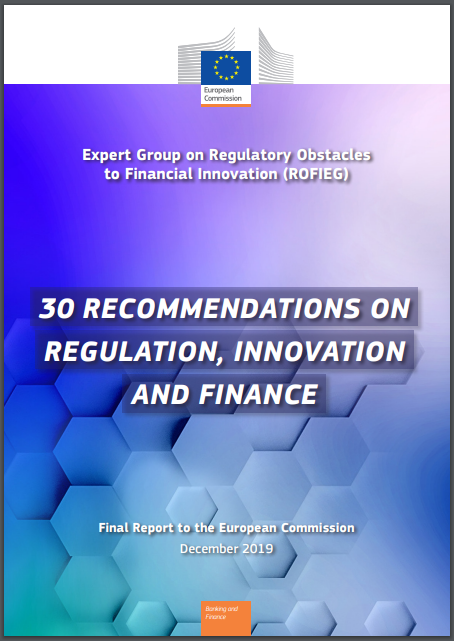 European
Commission
Expert Group on Regulatory Obstacles
to Financial Innovation (ROFIEG)
30 RECOMMENDATIONS ON
REGULATION, INNOVATION
AND FINANCE
Final Report to the European Commission
December 2019
Banking and
Finance